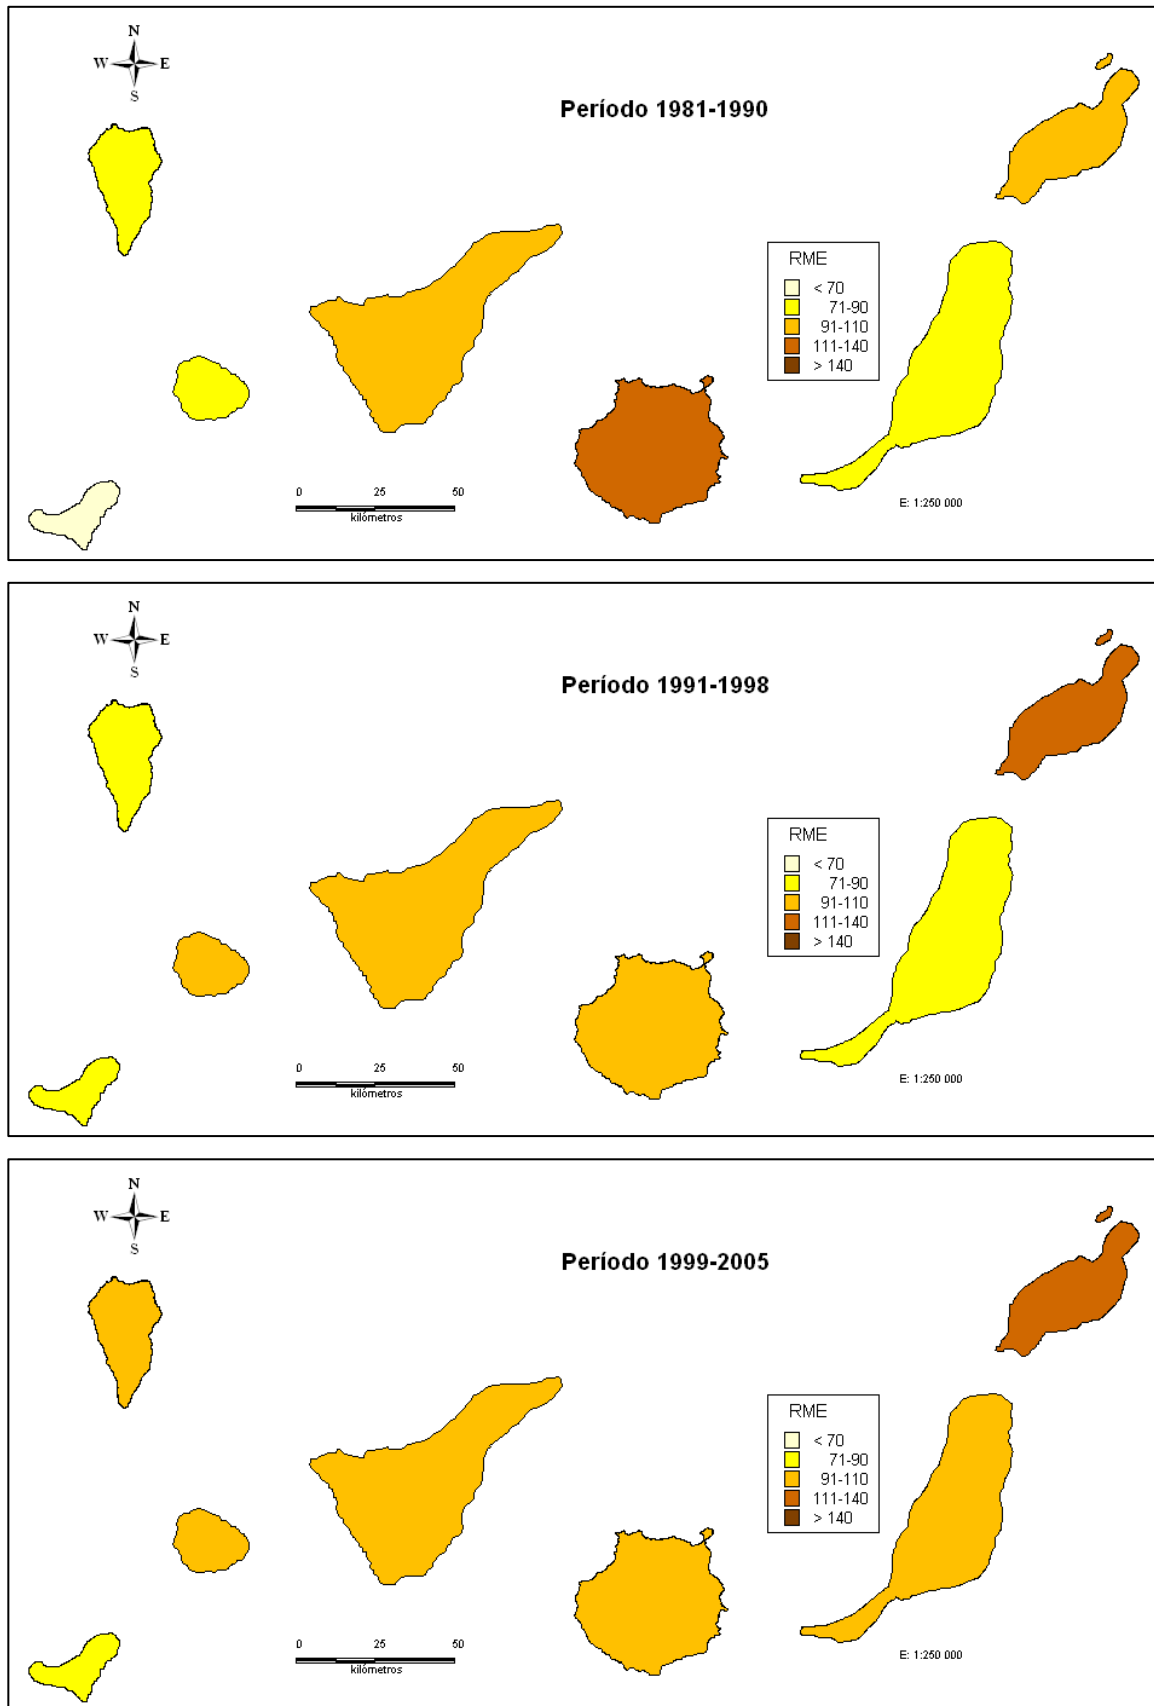 N
W E
S
Período 1981-1990
RME
< 70
71-90
91-110
111-140
> 140
0 25 50
kilómetros
E: 1:250 000
N
W E
S
Período 1991-1998
RME
< 70
71-90
91-110
111-140
> 140
0 25 50
kilómetros
E: 1:250 000
N
W E
S
Período 1999-2005
RME
< 70
71-90
91-110
111-140
> 140
0 25 50
kilómetros
E: 1:250 000